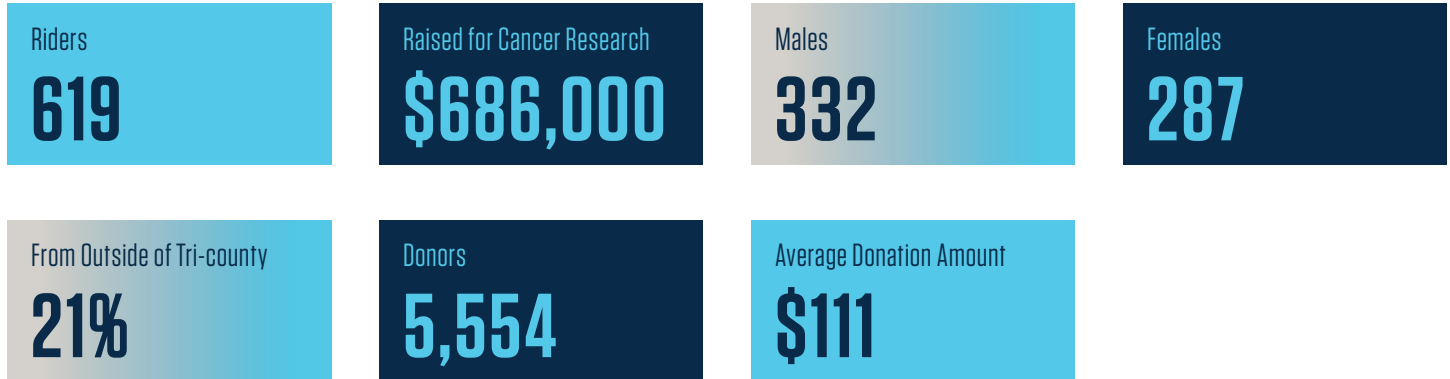 Riders
619
Raised for Cancer Research
$686,000
Males
332
Females
287
From Outside of Tri-county
21%
Donors
5,554
Average Donation Amount
$111